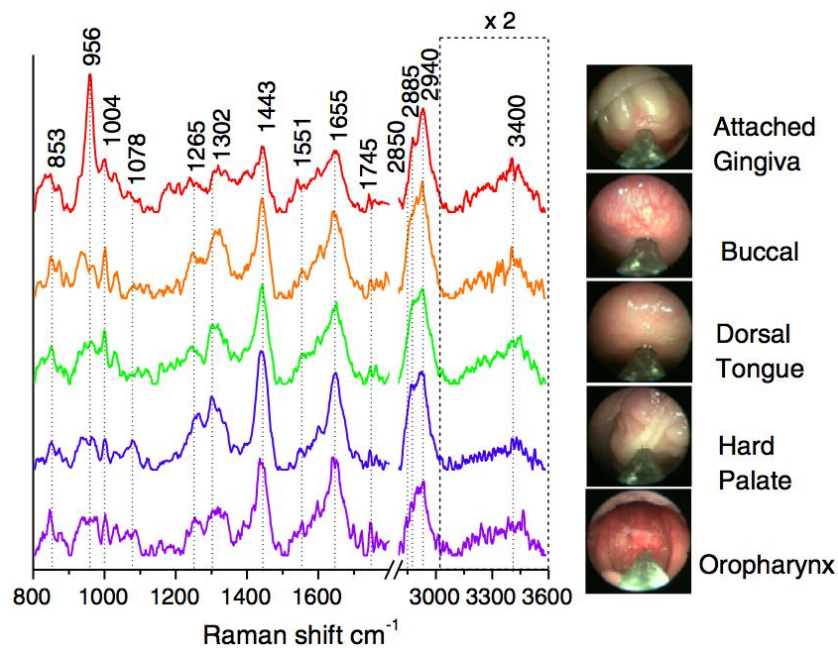 x 2
956
853
1004
1078
1265
1302
1443
1551
1655
1745
2850
2885
2940
3400
Attached
Gingiva
Buccal
Dorsal
Tongue
Hard
Palate
Oropharynx
800 1000 1200 1400 1600 3000 3300 3600
Raman shift cm⁻¹